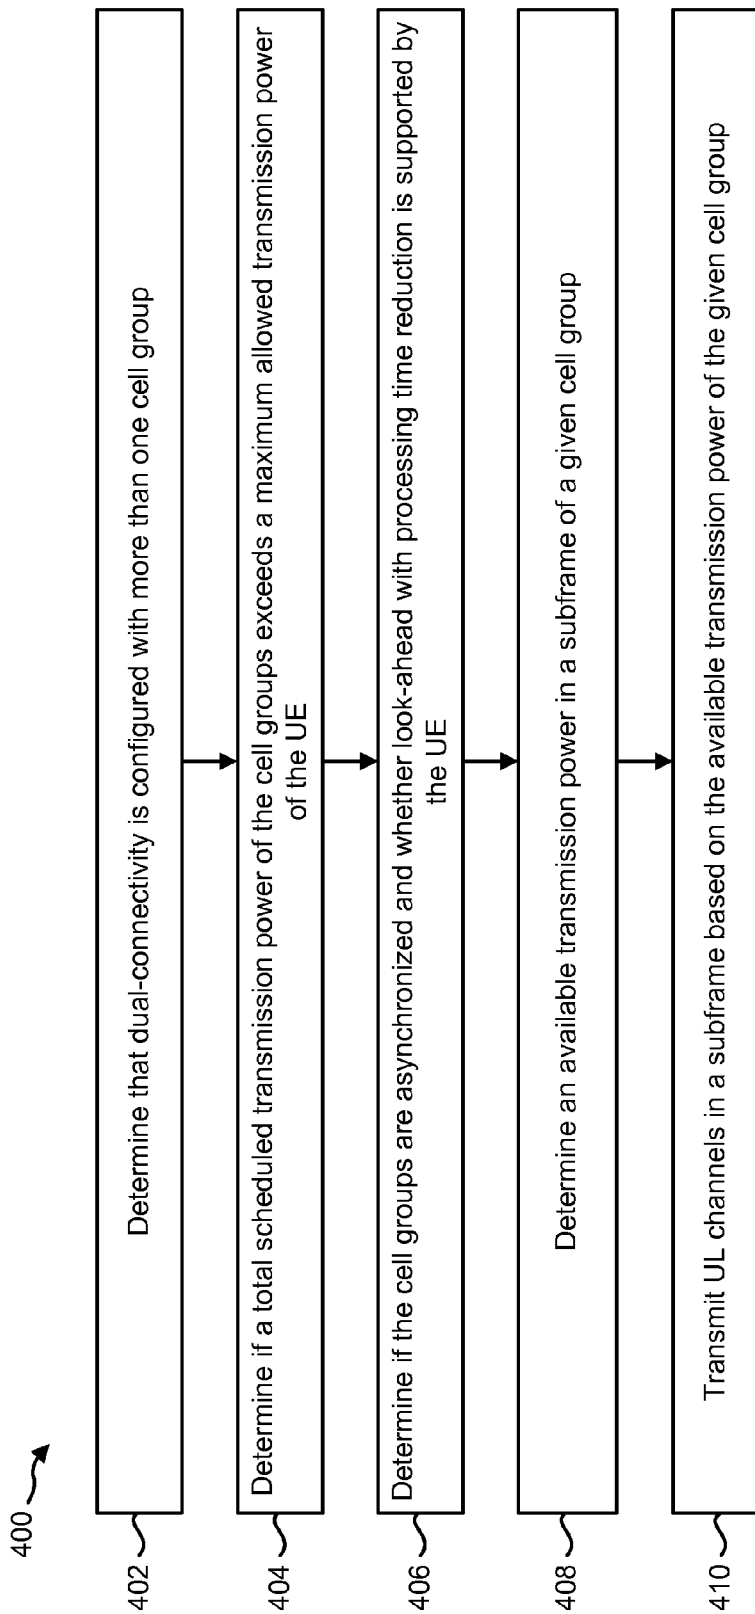 400
402
Determine that dual-connectivity is configured with more than one cell group
404
Determine if a total scheduled transmission power of the cell groups exceeds a maximum allowed transmission power
of the UE
406
Determine if the cell groups are asynchronized and whether look-ahead with processing time reduction is supported by
the UE
408
Determine an available transmission power in a subframe of a given cell group
410
Transmit UL channels in a subframe based on the available transmission power of the given cell group